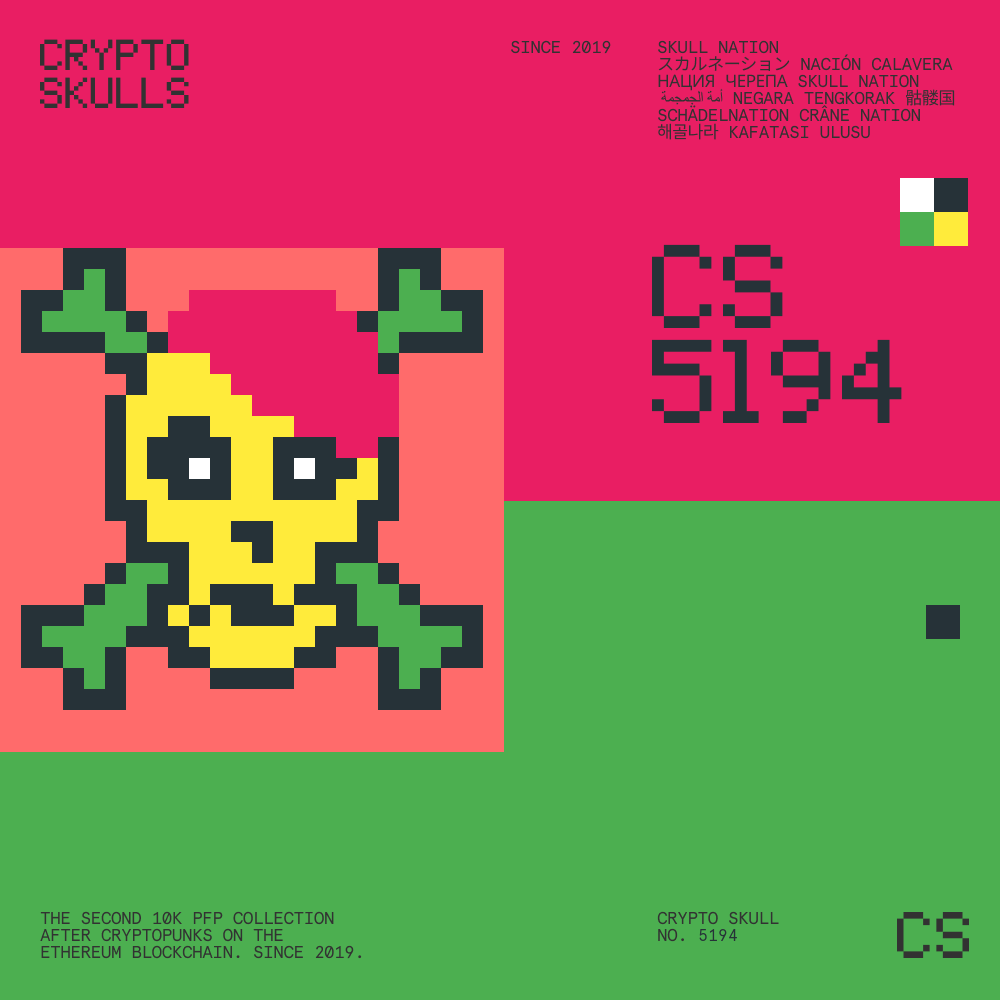 CRYPTO
SKULLS
SINCE 2019
SKULL NATION
スカルネーション NACIÓN CALAVERA
НАЦИЯ ЧЕРЕПА SKULL NATION
أمة الجمجمة NEGARA TENGKORAK 骷髅国
SCHÄDELNATION CRÂNE NATION
해골나라 KAFATASI ULUSU
CS
5194
THE SECOND 10K PFP COLLECTION
AFTER CRYPTOPUNKS ON THE
ETHEREUM BLOCKCHAIN. SINCE 2019.
CRYPTO SKULL
NO. 5194
CS